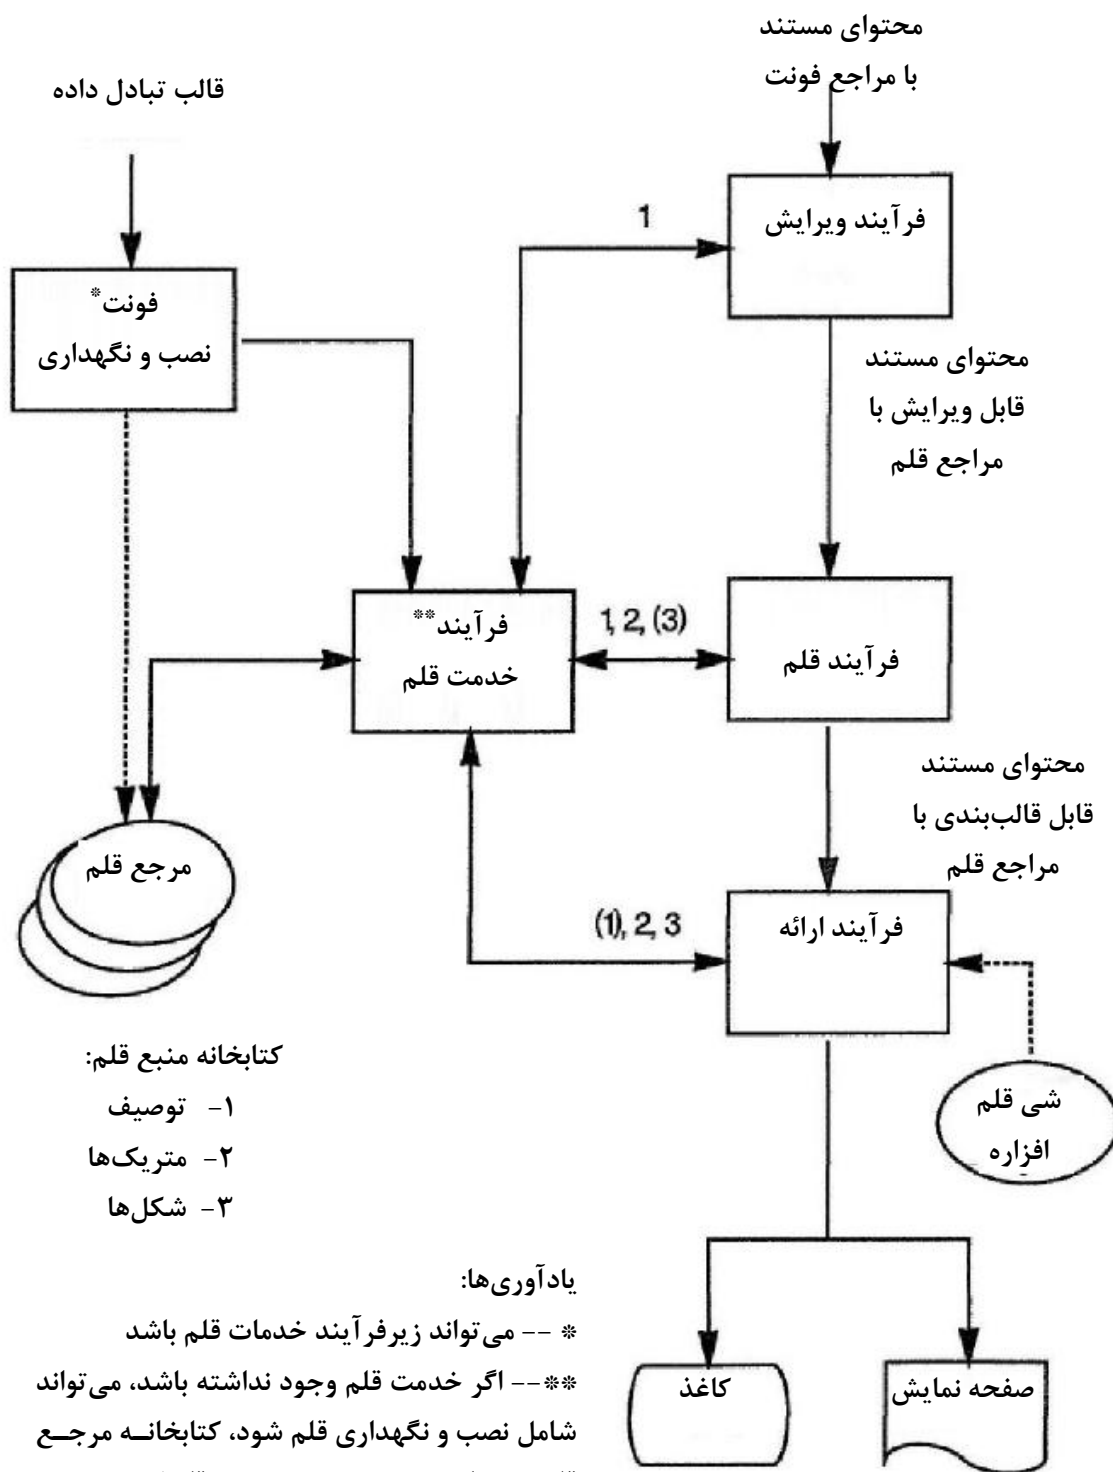 محتوای مستند
با مراجع فونت
قالب تبادل داده
فرآیند ویرایش
1
فونت*
نصب و نگهداری
محتوای مستند
قابل ویرایش با
مراجع قلم
فرآیند**
خدمت قلم
1, 2, (3)
فرآیند قلم
محتوای مستند
قابل قالب‌بندی با
مراجع قلم
مرجع قلم
(1), 2, 3
فرآیند ارائه
کتابخانه منبع قلم:
۱- توصیف
۲- متریک‌ها
۳- شکل‌ها
شی قلم
افزاره
یادآوری‌ها:
* -- می‌تواند زیرفرآیند خدمات قلم باشد
**-- اگر خدمت قلم وجود نداشته باشد، می‌تواند
شامل نصب و نگهداری قلم شود، کتابخانه مرجع
کاغذ
صفحه نمایش